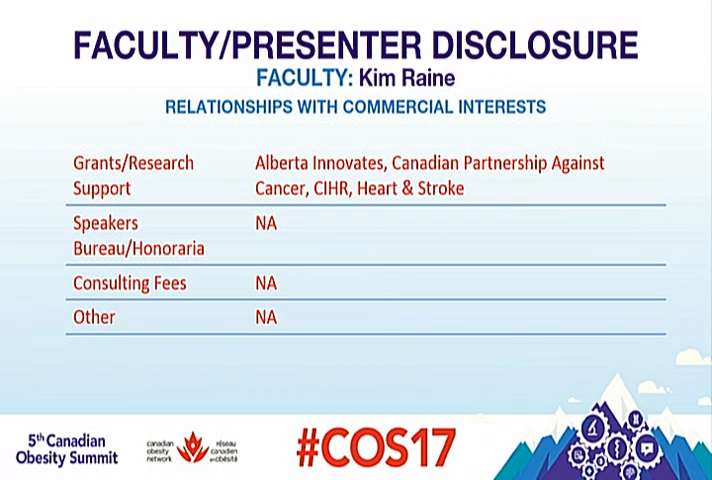 FACULTY/PRESENTER DISCLOSURE
FACULTY: Kim Raine
RELATIONSHIPS WITH COMMERCIAL INTERESTS
Grants/Research Support
Alberta Innovates, Canadian Partnership Against
Cancer, CIHR, Heart & Stroke
Speakers Bureau/Honoraria
NA
Consulting Fees
NA
Other
NA
5th Canadian
Obesity Summit
canadian
obesity
network
réseau
canadien
en obésité
#COS17